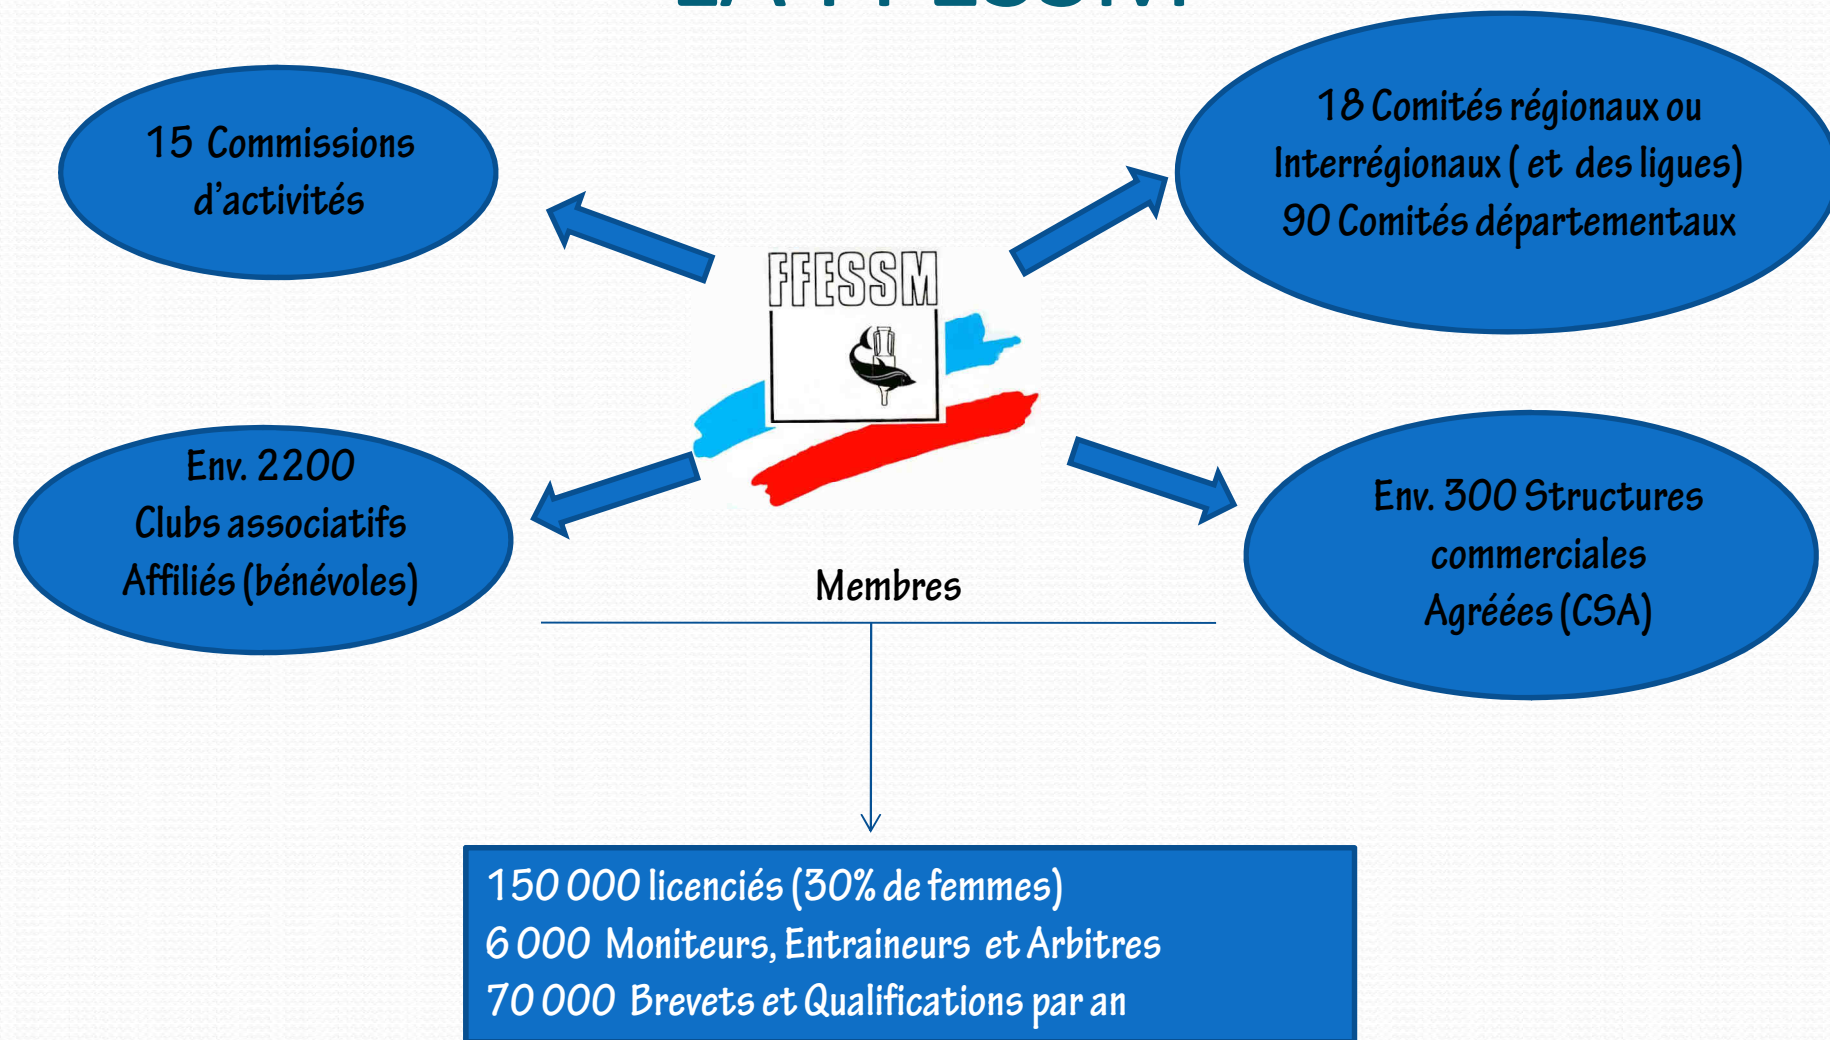 LA FFESSM
15 Commissions
d'activités
18 Comités régionaux ou
Interrégionaux ( et des ligues)
90 Comités départementaux
FFESSM
Env. 2200
Clubs associatifs
Affiliés (bénévoles)
Env. 300 Structures
commerciales
Agréées (CSA)
Membres
150 000 licenciés (30% de femmes)
6 000 Moniteurs, Entraineurs et Arbitres
70 000 Brevets et Qualifications par an